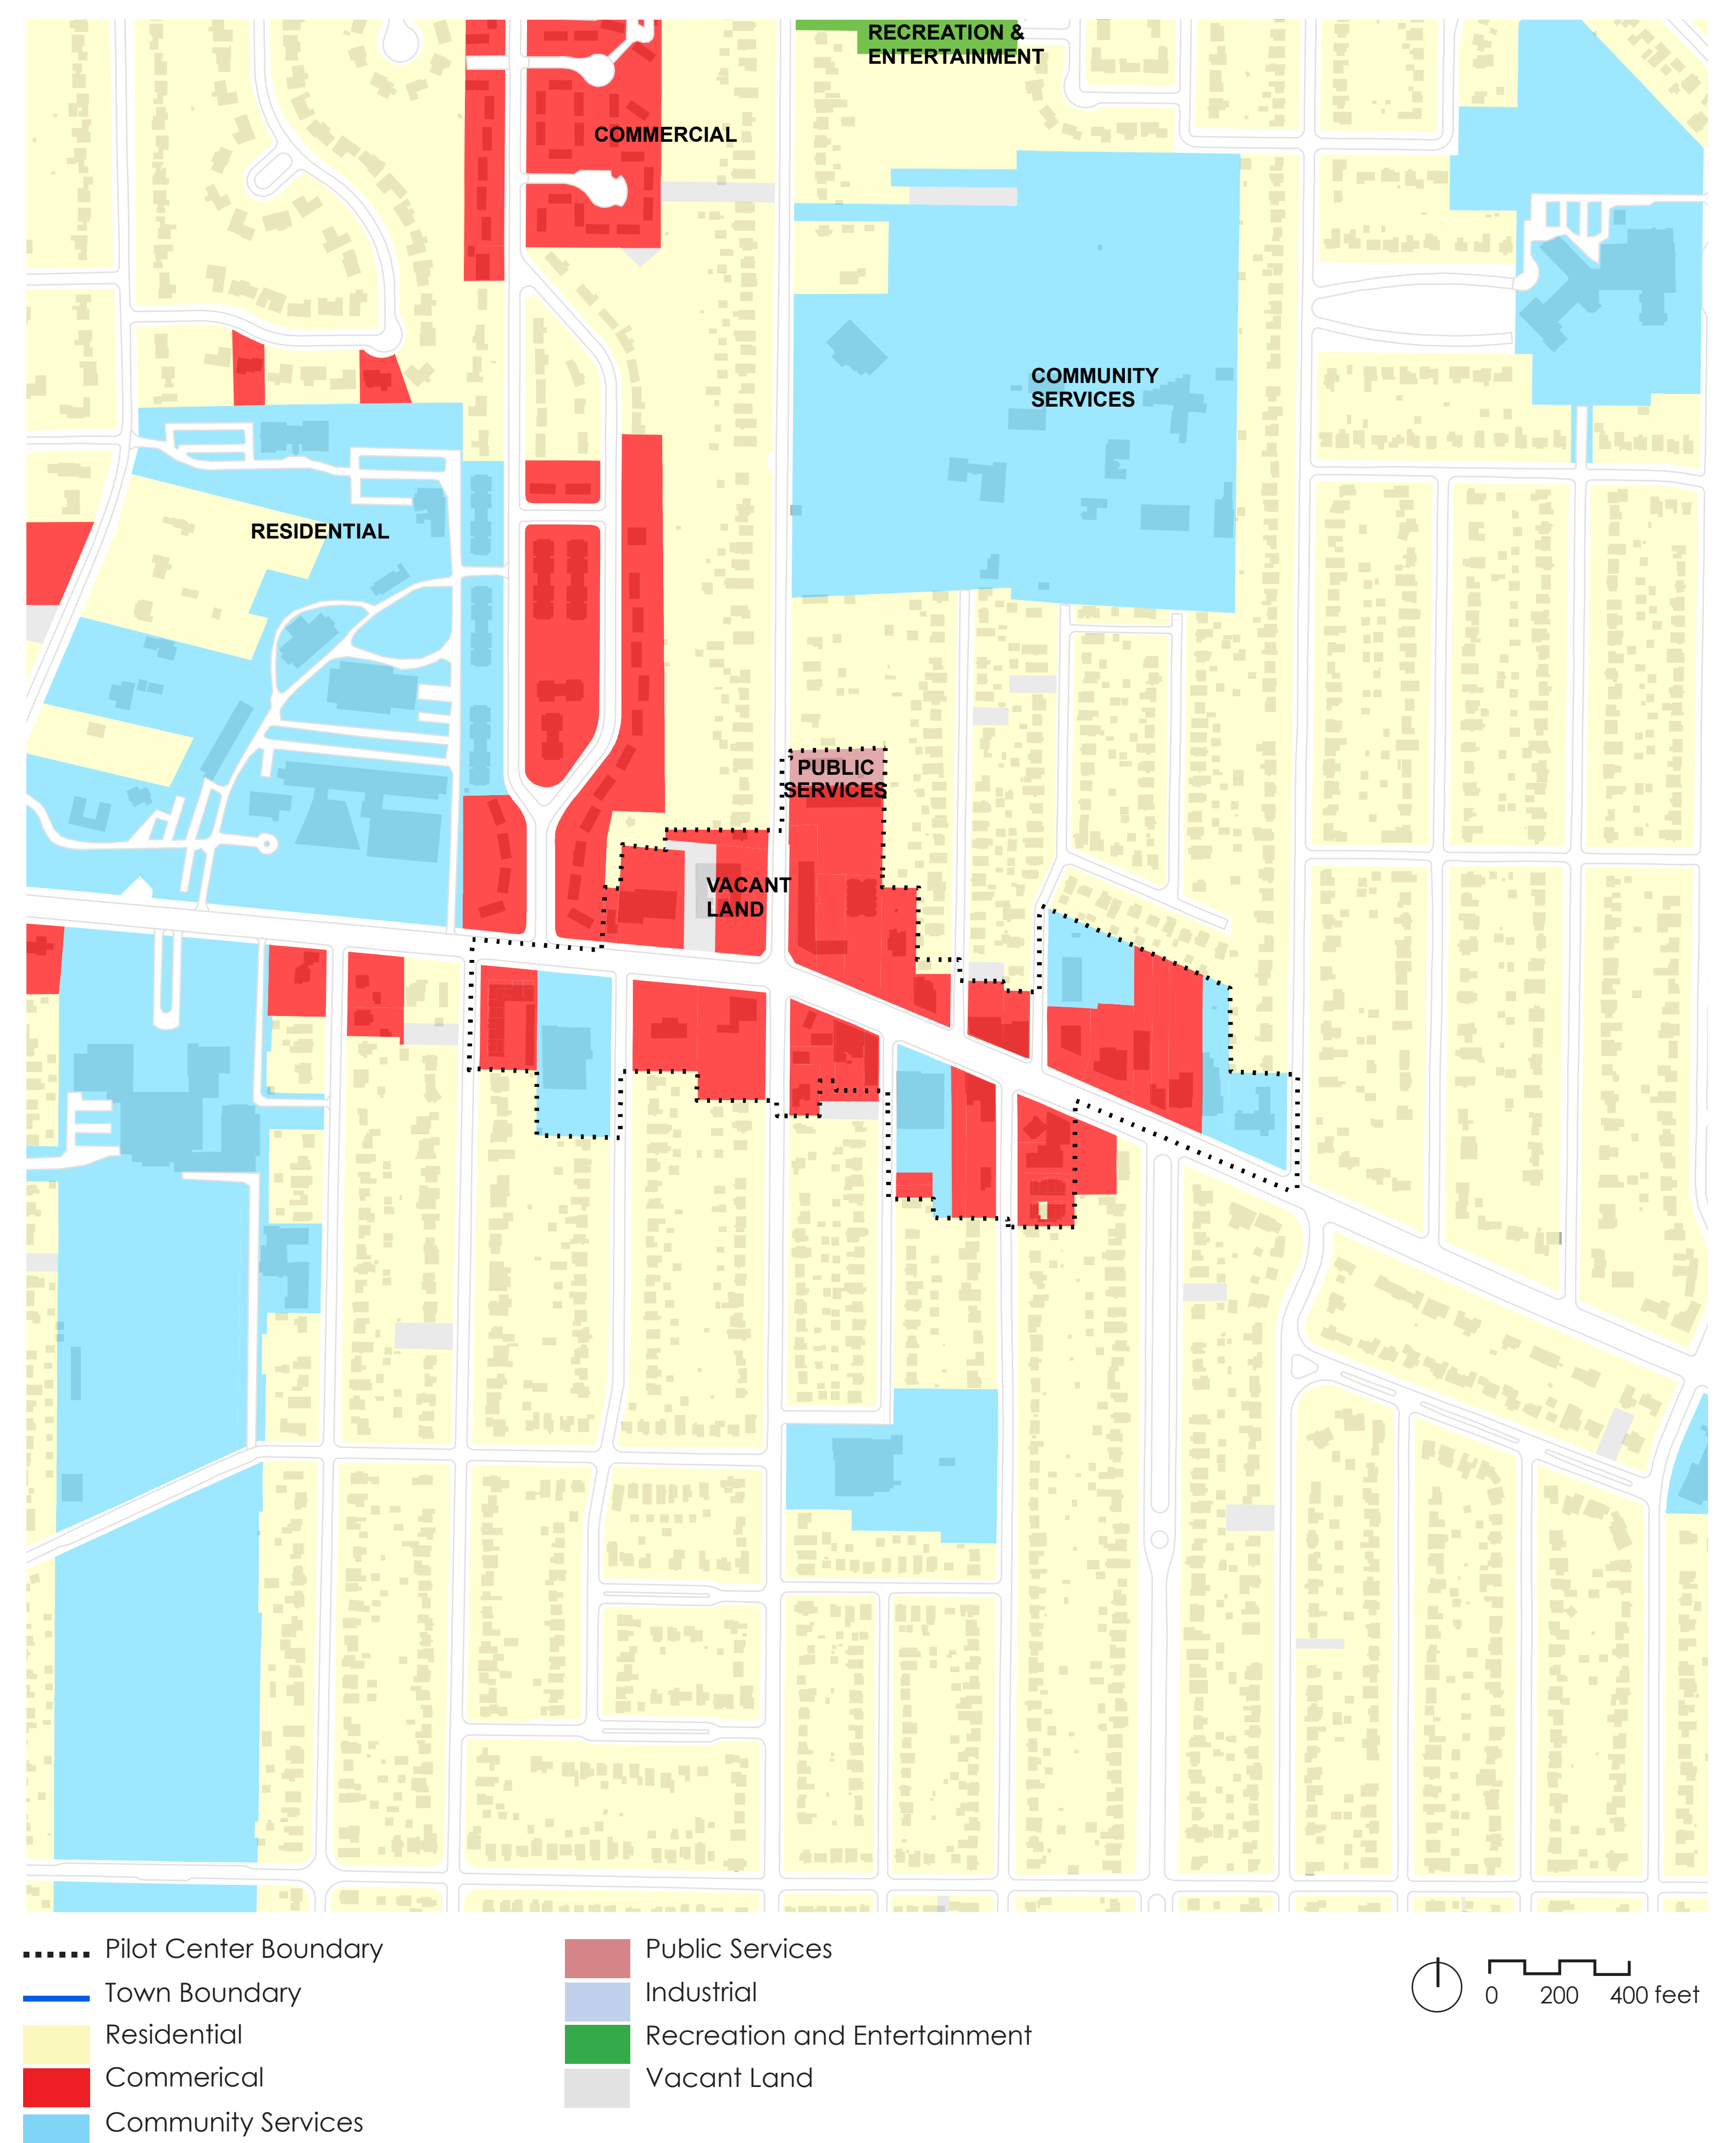 RECREATION &
ENTERTAINMENT
COMMERCIAL
COMMUNITY
SERVICES
RESIDENTIAL
PUBLIC
SERVICES
VACANT
LAND
Pilot Center Boundary
Town Boundary
Residential
Commerical
Community Services
Public Services
Industrial
Recreation and Entertainment
Vacant Land
0 200 400 feet